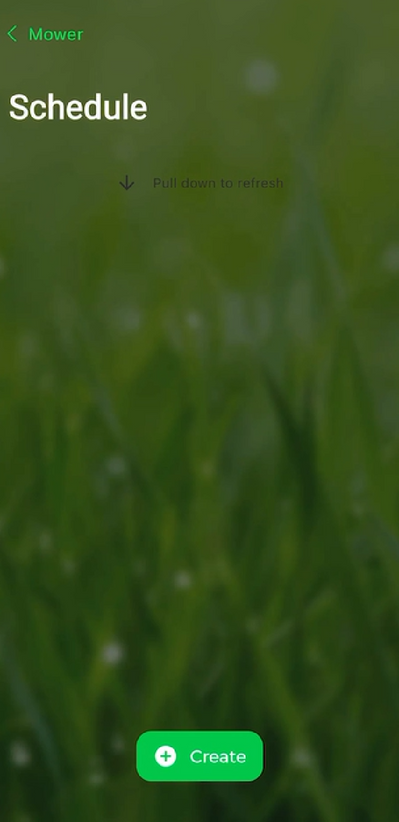 Mower
Schedule
Pull down to refresh
Create